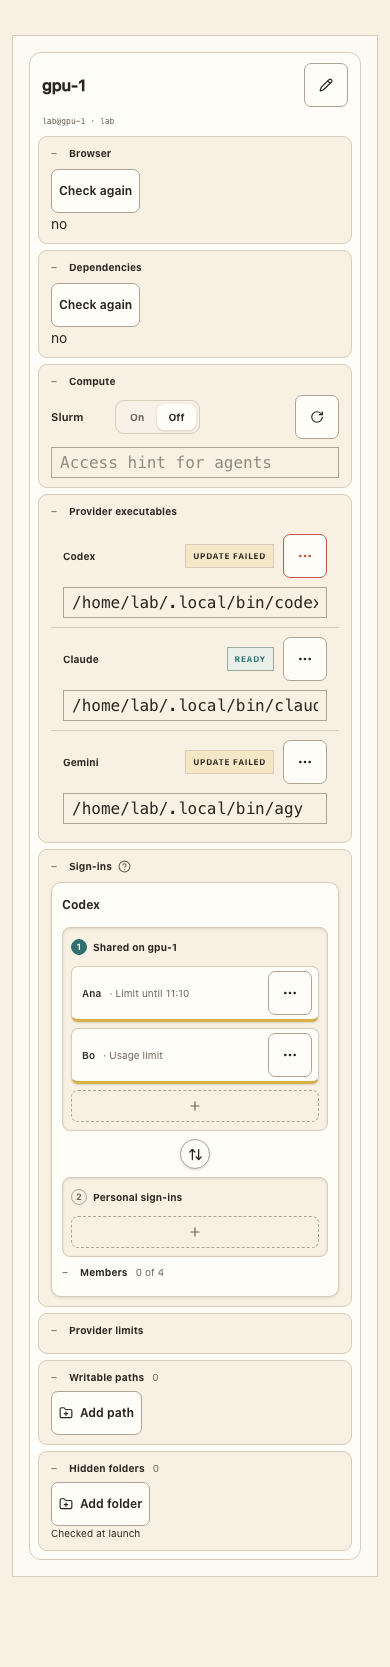 gpu-1
lab@gpu-1 · lab
– Browser
Check again
no
– Dependencies
Check again
no
– Compute
Slurm On Off
Access hint for agents
– Provider executables
Codex UPDATE FAILED ...
/home/lab/.local/bin/codex
Claude READY ...
/home/lab/.local/bin/clauc
Gemini UPDATE FAILED ...
/home/lab/.local/bin/agy
– Sign-ins ?
Codex
1 Shared on gpu-1
Ana · Limit until 11:10 ...
Bo · Usage limit ...
+
2 Personal sign-ins
+
– Members 0 of 4
– Provider limits
– Writable paths 0
Add path
– Hidden folders 0
Add folder
Checked at launch